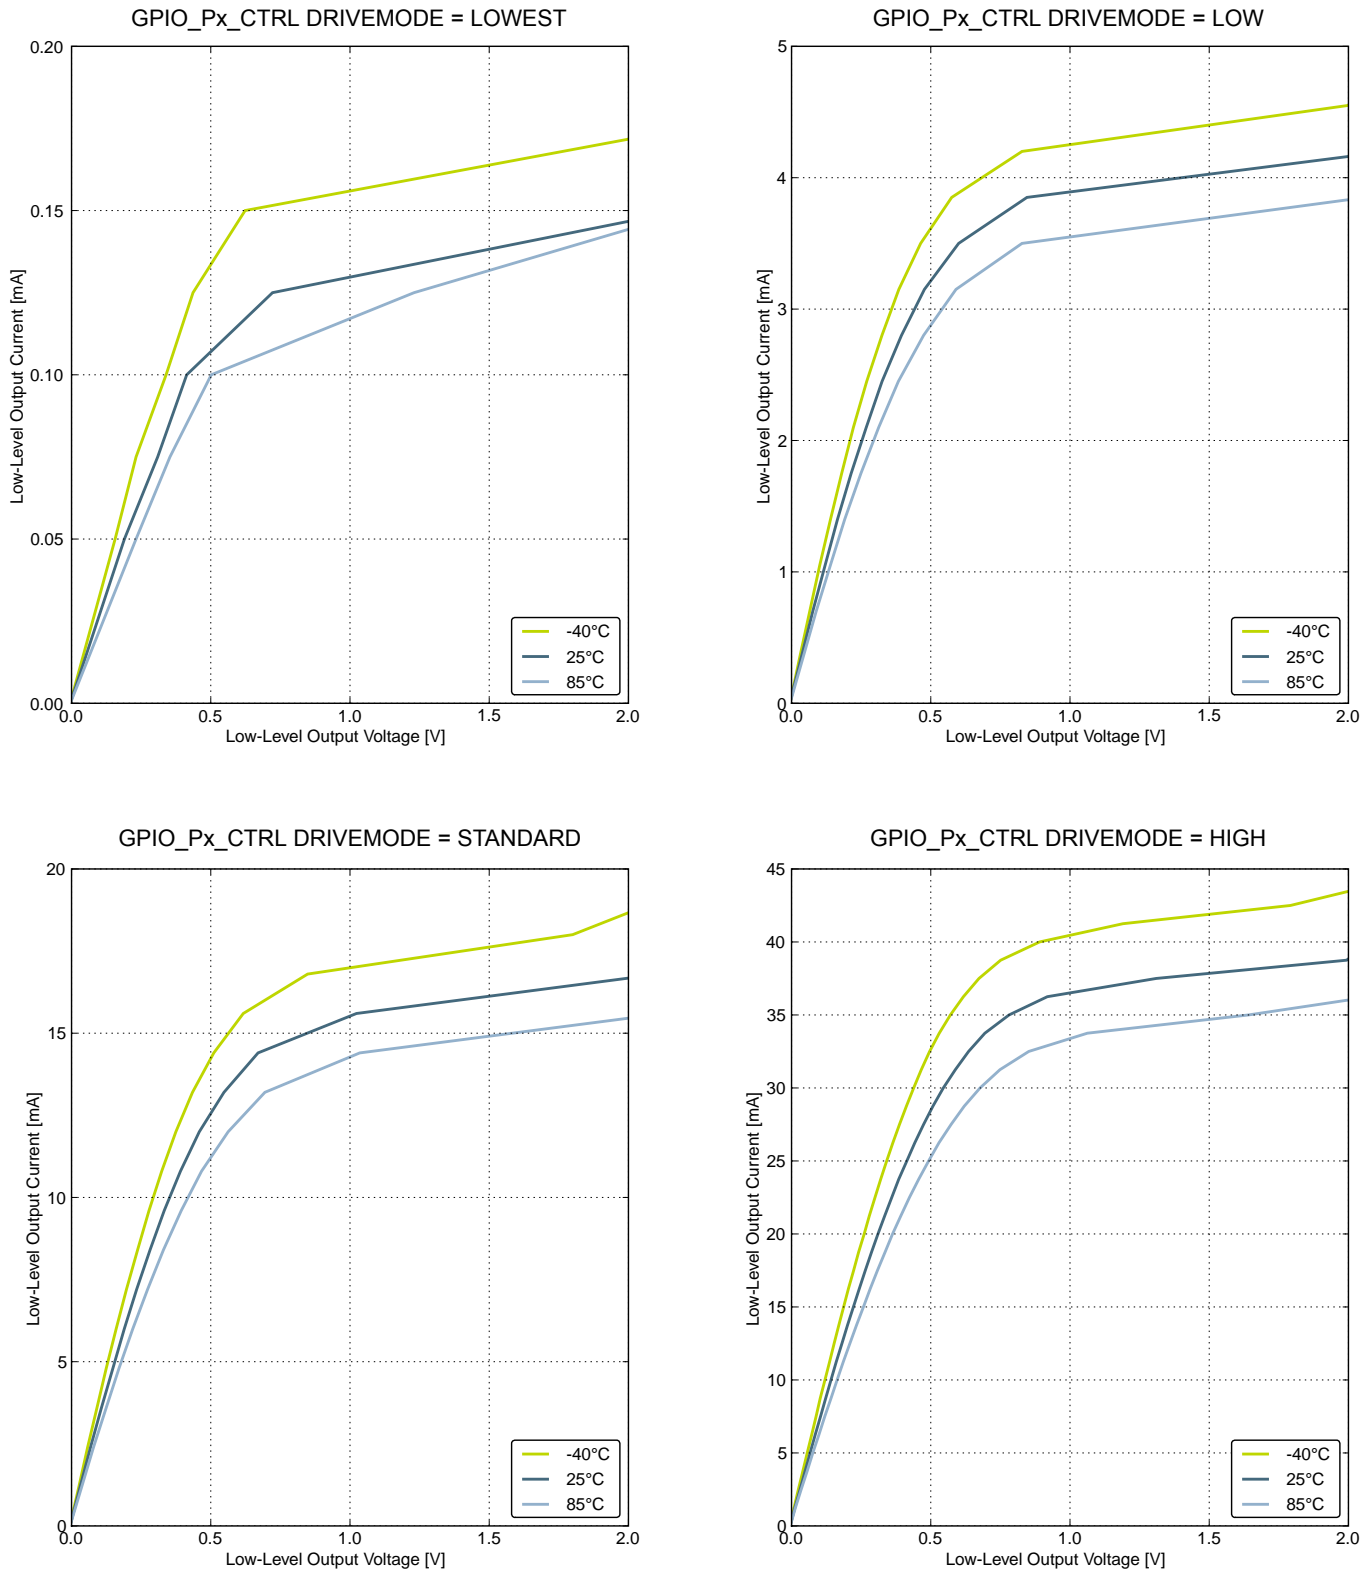 GPIO_Px_CTRL DRIVEMODE = LOWEST
0.20
0.15
0.10
0.05
0.00
Low-Level Output Current [mA]
-40°C
25°C
85°C
0.0 0.5 1.0 1.5 2.0
Low-Level Output Voltage [V]
GPIO_Px_CTRL DRIVEMODE = LOW
5
4
3
2
1
0
Low-Level Output Current [mA]
-40°C
25°C
85°C
0.0 0.5 1.0 1.5 2.0
Low-Level Output Voltage [V]
GPIO_Px_CTRL DRIVEMODE = STANDARD
20
15
10
5
0
Low-Level Output Current [mA]
-40°C
25°C
85°C
0.0 0.5 1.0 1.5 2.0
Low-Level Output Voltage [V]
GPIO_Px_CTRL DRIVEMODE = HIGH
45
40
35
30
25
20
15
10
5
0
Low-Level Output Current [mA]
-40°C
25°C
85°C
0.0 0.5 1.0 1.5 2.0
Low-Level Output Voltage [V]